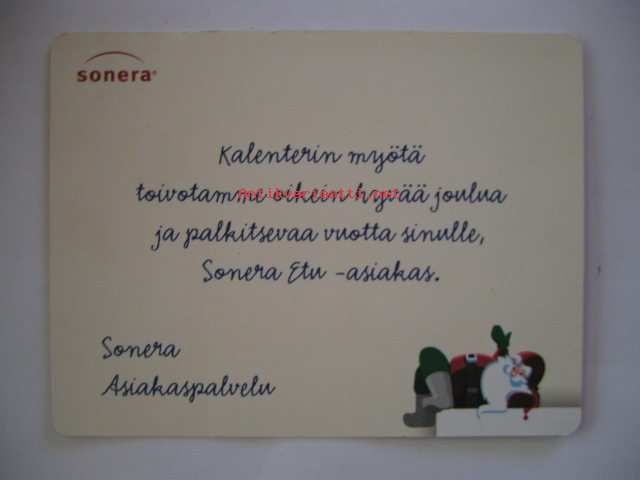 sonera
Kalenterin myötä
toivotamme oikein hyvää joulua
ja palkitsevaa vuotta sinulle,
Sonera Etu -asiakas.
Sonera
Asiakaspalvelu